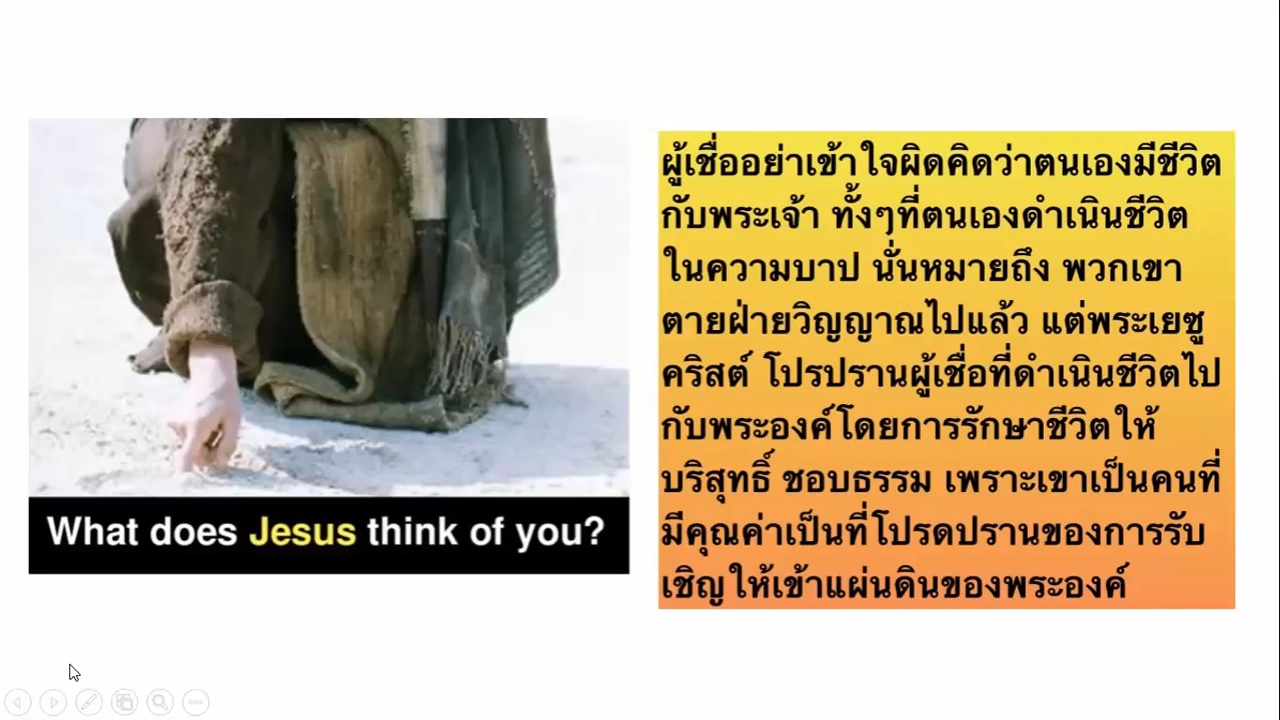 What does Jesus think of you?
ผู้เชื่ออย่าเข้าใจผิดคิดว่าตนเองมีชีวิต
กับพระเจ้า ทั้งๆที่ตนเองดำเนินชีวิต
ในความบาป นั่นหมายถึง พวกเขา
ตายฝ่ายวิญญาณไปแล้ว แต่พระเยซู
คริสต์ โปรปรานผู้เชื่อที่ดำเนินชีวิตไป
กับพระองค์โดยการรักษาชีวิตให้
บริสุทธิ์ ชอบธรรม เพราะเขาเป็นคนที่
มีคุณค่าเป็นที่โปรดปรานของการรับ
เชิญให้เข้าแผ่นดินของพระองค์